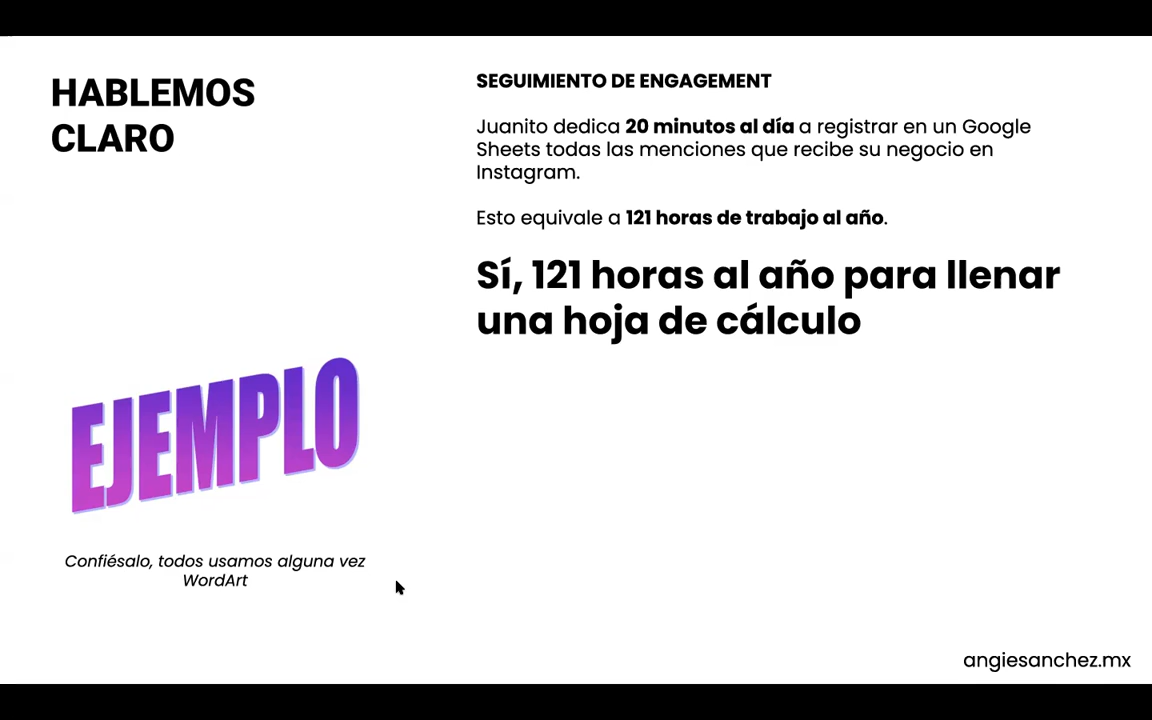 HABLEMOS
CLARO
SEGUIMIENTO DE ENGAGEMENT
Juanito dedica 20 minutos al día a registrar en un Google
Sheets todas las menciones que recibe su negocio en
Instagram.
Esto equivale a 121 horas de trabajo al año.
Sí, 121 horas al año para llenar
una hoja de cálculo
EJEMPLO
Confiésalo, todos usamos alguna vez
WordArt
angiesanchez.mx